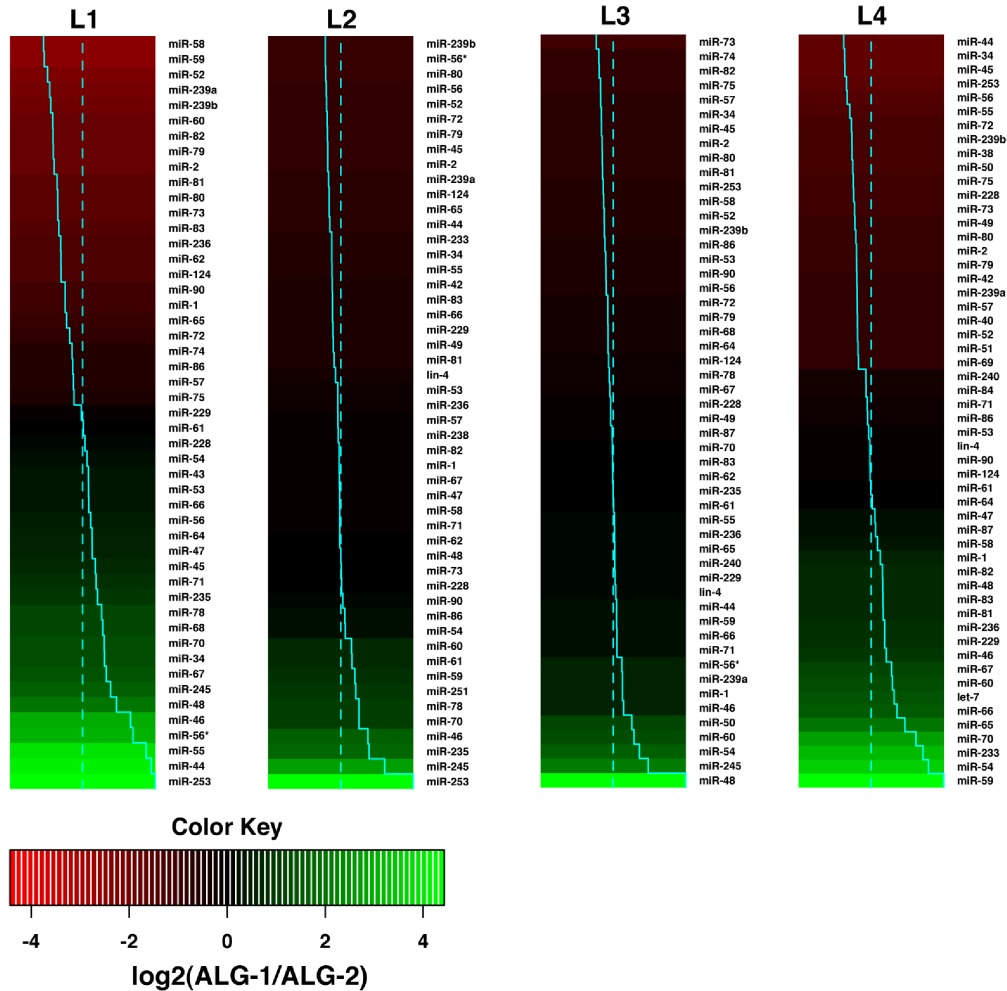 L1
miR-58
miR-59
miR-52
miR-239a
miR-239b
miR-60
miR-82
miR-79
miR-2
miR-81
miR-80
miR-73
miR-83
miR-236
miR-62
miR-124
miR-90
miR-1
miR-65
miR-72
miR-74
miR-86
miR-57
miR-75
miR-229
miR-61
miR-228
miR-54
miR-43
miR-53
miR-66
miR-56
miR-64
miR-47
miR-45
miR-71
miR-235
miR-78
miR-68
miR-70
miR-34
miR-67
miR-245
miR-48
miR-46
miR-56*
miR-55
miR-44
miR-253
L2
miR-239b
miR-56*
miR-80
miR-56
miR-52
miR-72
miR-79
miR-45
miR-2
miR-239a
miR-124
miR-65
miR-44
miR-233
miR-34
miR-55
miR-42
miR-83
miR-66
miR-229
miR-49
miR-81
lin-4
miR-53
miR-236
miR-57
miR-238
miR-82
miR-1
miR-67
miR-47
miR-58
miR-71
miR-62
miR-48
miR-73
miR-228
miR-90
miR-86
miR-54
miR-60
miR-61
miR-59
miR-251
miR-78
miR-70
miR-46
miR-235
miR-245
miR-253
L3
miR-73
miR-74
miR-82
miR-75
miR-57
miR-34
miR-45
miR-2
miR-80
miR-81
miR-253
miR-58
miR-52
miR-239b
miR-86
miR-53
miR-90
miR-56
miR-72
miR-79
miR-68
miR-64
miR-124
miR-78
miR-67
miR-228
miR-49
miR-87
miR-70
miR-83
miR-62
miR-235
miR-61
miR-55
miR-236
miR-65
miR-240
miR-229
lin-4
miR-44
miR-59
miR-66
miR-71
miR-56*
miR-239a
miR-1
miR-46
miR-50
miR-60
miR-54
miR-245
miR-48
L4
miR-44
miR-34
miR-45
miR-253
miR-56
miR-55
miR-72
miR-239b
miR-38
miR-50
miR-75
miR-228
miR-73
miR-49
miR-80
miR-2
miR-79
miR-42
miR-239a
miR-57
miR-40
miR-52
miR-51
miR-69
miR-240
miR-84
miR-71
miR-86
miR-53
lin-4
miR-90
miR-124
miR-61
miR-64
miR-47
miR-87
miR-58
miR-1
miR-82
miR-48
miR-83
miR-81
miR-236
miR-229
miR-46
miR-67
miR-60
let-7
miR-66
miR-65
miR-70
miR-233
miR-54
miR-59
Color Key
-4 -2 0 2 4
log2(ALG-1/ALG-2)